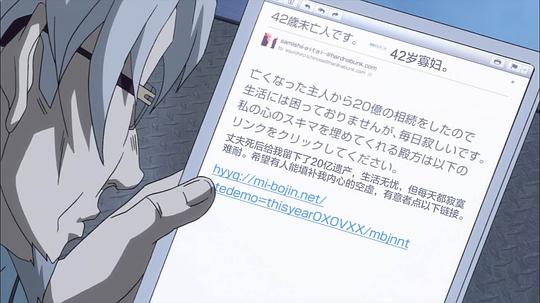 42歳未亡人です。
42岁寡妇。
samishi-a-i-tai-@hardnabunk.com
亡くなった主人から20億の相続をしたので
生活には困っておりませんが、毎日寂しいです。
私の心のスキマを埋めてくれる殿方は以下の
リンクをクリックしてください。
丈夫死后给我留下了20亿遗产，生活无忧，但每天都寂寞
难耐。希望有人能填补我内心的空虚，有意者点以下链接。
hyyq://mi-bojin.net/
tedemo=thisyear0X0VXX/mbjnnt